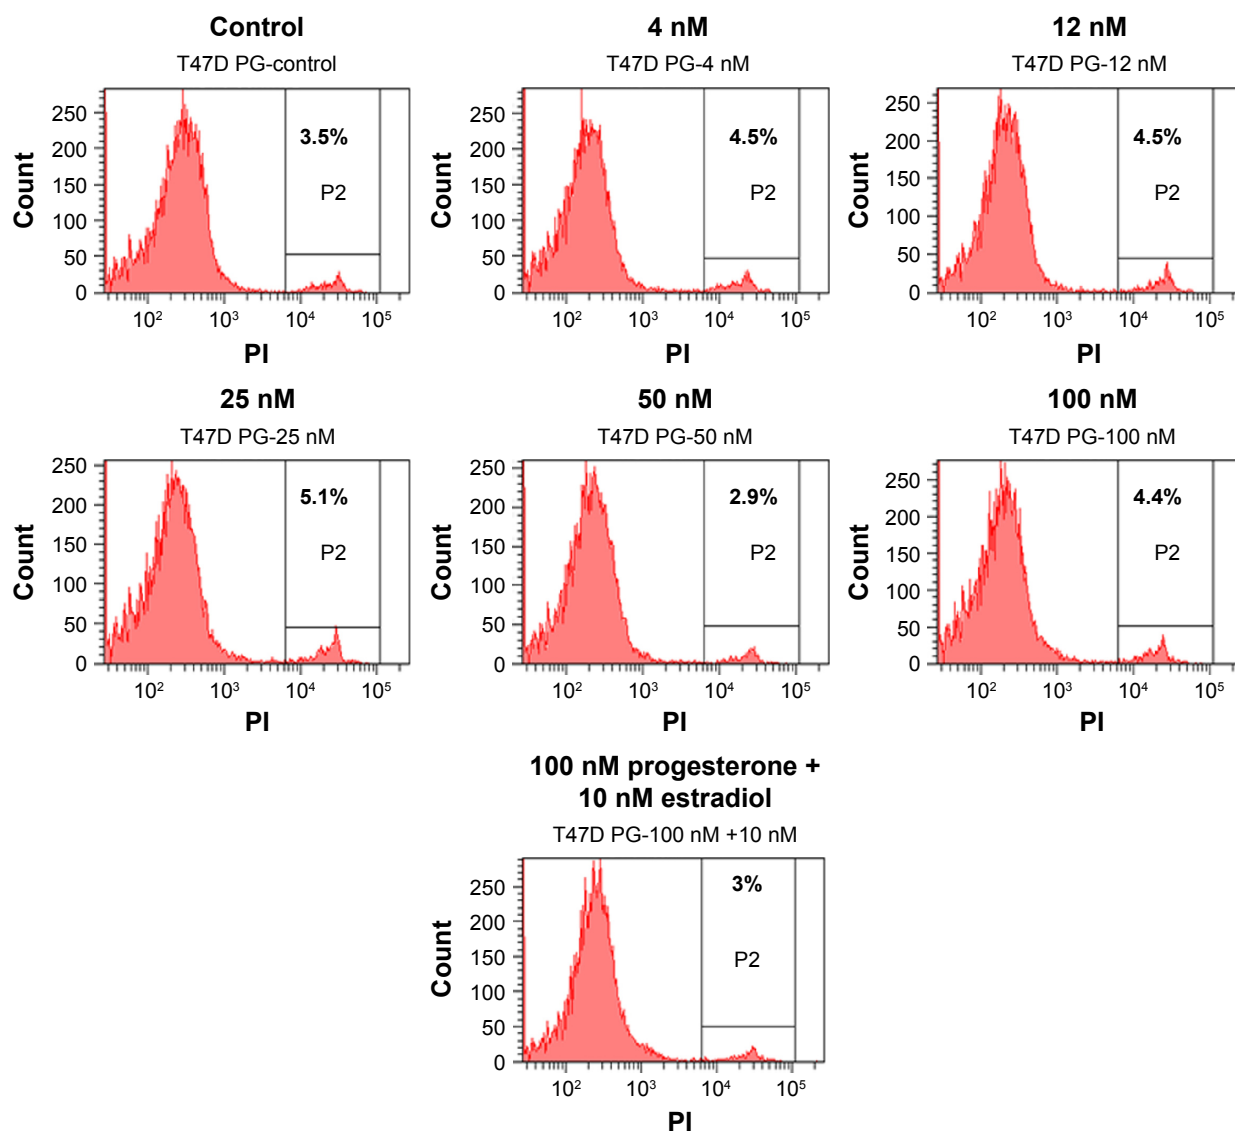 Control
T47D PG-control
250
200
150
100
50
0
Count
3.5%
P2
10²
10³
10⁴
10⁵
PI
4 nM
T47D PG-4 nM
250
200
150
100
50
0
Count
4.5%
P2
10²
10³
10⁴
10⁵
PI
12 nM
T47D PG-12 nM
250
200
150
100
50
0
Count
4.5%
P2
10²
10³
10⁴
10⁵
PI
25 nM
T47D PG-25 nM
250
200
150
100
50
0
Count
5.1%
P2
10²
10³
10⁴
10⁵
PI
50 nM
T47D PG-50 nM
250
200
150
100
50
0
Count
2.9%
P2
10²
10³
10⁴
10⁵
PI
100 nM
T47D PG-100 nM
250
200
150
100
50
0
Count
4.4%
P2
10²
10³
10⁴
10⁵
PI
100 nM progesterone +
10 nM estradiol
T47D PG-100 nM +10 nM
250
200
150
100
50
0
Count
3%
P2
10²
10³
10⁴
10⁵
PI